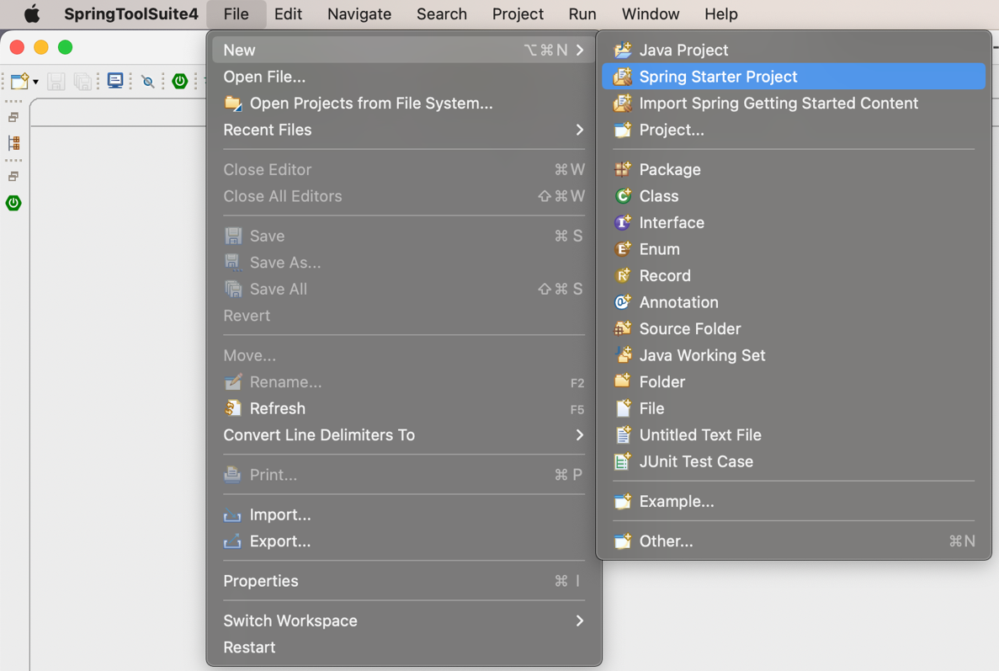 SpringToolSuite4 File Edit Navigate Search Project Run Window Help
New ⌥⌘N
Open File...
Open Projects from File System...
Recent Files
Close Editor ⌘W
Close All Editors ⇧⌘W
Save ⌘S
Save As...
Save All ⇧⌘S
Revert
Move...
Rename... F2
Refresh F5
Convert Line Delimiters To
Print... ⌘P
Import...
Export...
Properties ⌘I
Switch Workspace
Restart
Java Project
Spring Starter Project
Import Spring Getting Started Content
Project...
Package
Class
Interface
Enum
Record
Annotation
Source Folder
Java Working Set
Folder
File
Untitled Text File
JUnit Test Case
Example...
Other... ⌘N